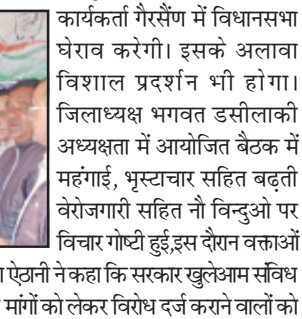 कार्यकर्ता गैरसैंण में विधानसभा
घेराव करेगी। इसके अलावा
विशाल प्रदर्शन भी होगा।
जिलाध्यक्ष भगवत डसीलाकी
अध्यक्षता में आयोजित बैठक में
महंगाई, भृस्टाचार सहित बढ़ती
वेरोजगारी सहित नौ विन्दुओ पर
विचार गोष्टी हुई,इस दौरान वक्ताओं
ऐठानी ने कहा कि सरकार खुलेआम संविध
मांगों को लेकर विरोध दर्ज कराने वालों को